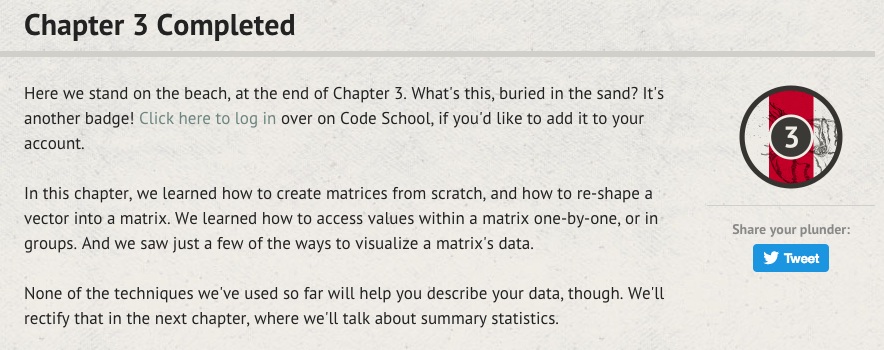 Chapter 3 Completed
Here we stand on the beach, at the end of Chapter 3. What's this, buried in the sand? It's
another badge! Click here to log in over on Code School, if you'd like to add it to your
account.
3
In this chapter, we learned how to create matrices from scratch, and how to re-shape a
vector into a matrix. We learned how to access values within a matrix one-by-one, or in
groups. And we saw just a few of the ways to visualize a matrix's data.
Share your plunder:
Tweet
None of the techniques we've used so far will help you describe your data, though. We'll
rectify that in the next chapter, where we'll talk about summary statistics.